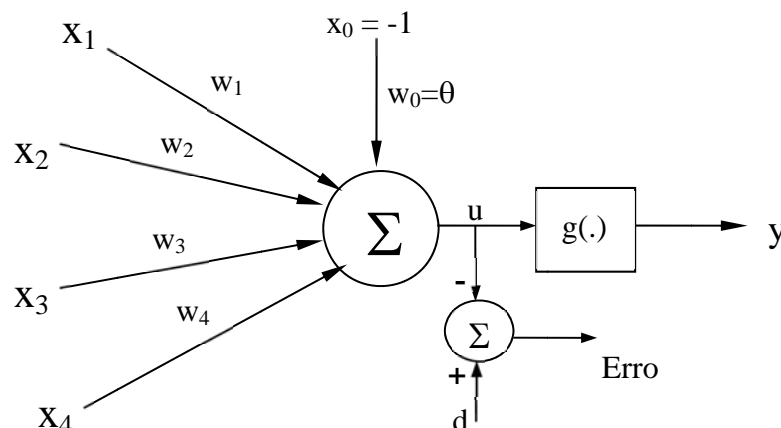 x₁
x₀ = -1
w₁
w₀=θ
x₂
w₂
Σ
u
g(.)
y
w₃
x₃
w₄
-
Σ
+
Erro
x₄
d